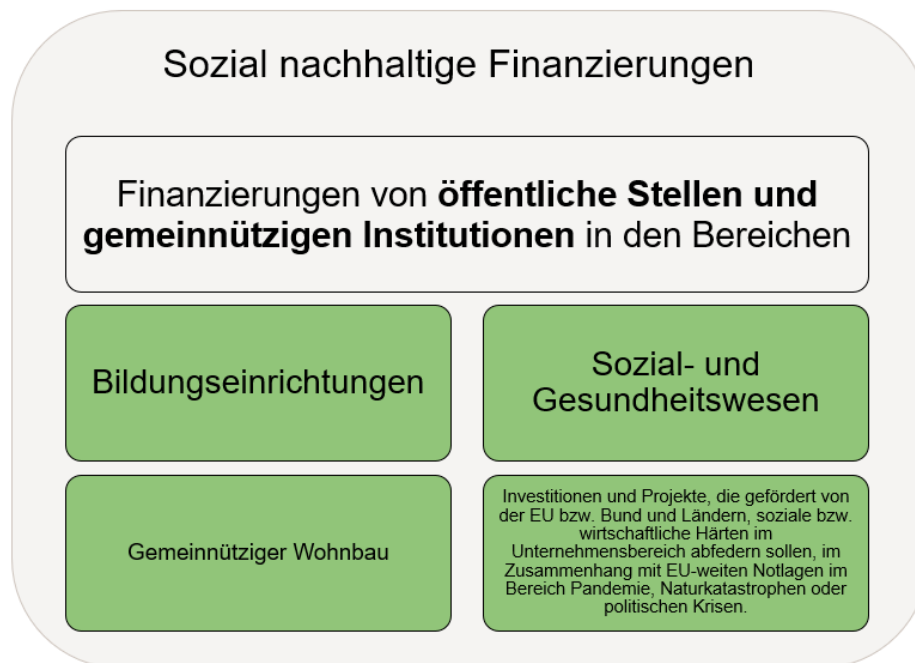 Sozial nachhaltige Finanzierungen
Finanzierungen von öffentliche Stellen und
gemeinnützigen Institutionen in den Bereichen
Bildungseinrichtungen
Sozial- und
Gesundheitswesen
Gemeinnütziger Wohnbau
Investitionen und Projekte, die gefördert von
der EU bzw. Bund und Ländern, soziale bzw.
wirtschaftliche Härten im
Unternehmensbereich abfedern sollen, im
Zusammenhang mit EU-weiten Notlagen im
Bereich Pandemie, Naturkatastrophen oder
politischen Krisen.